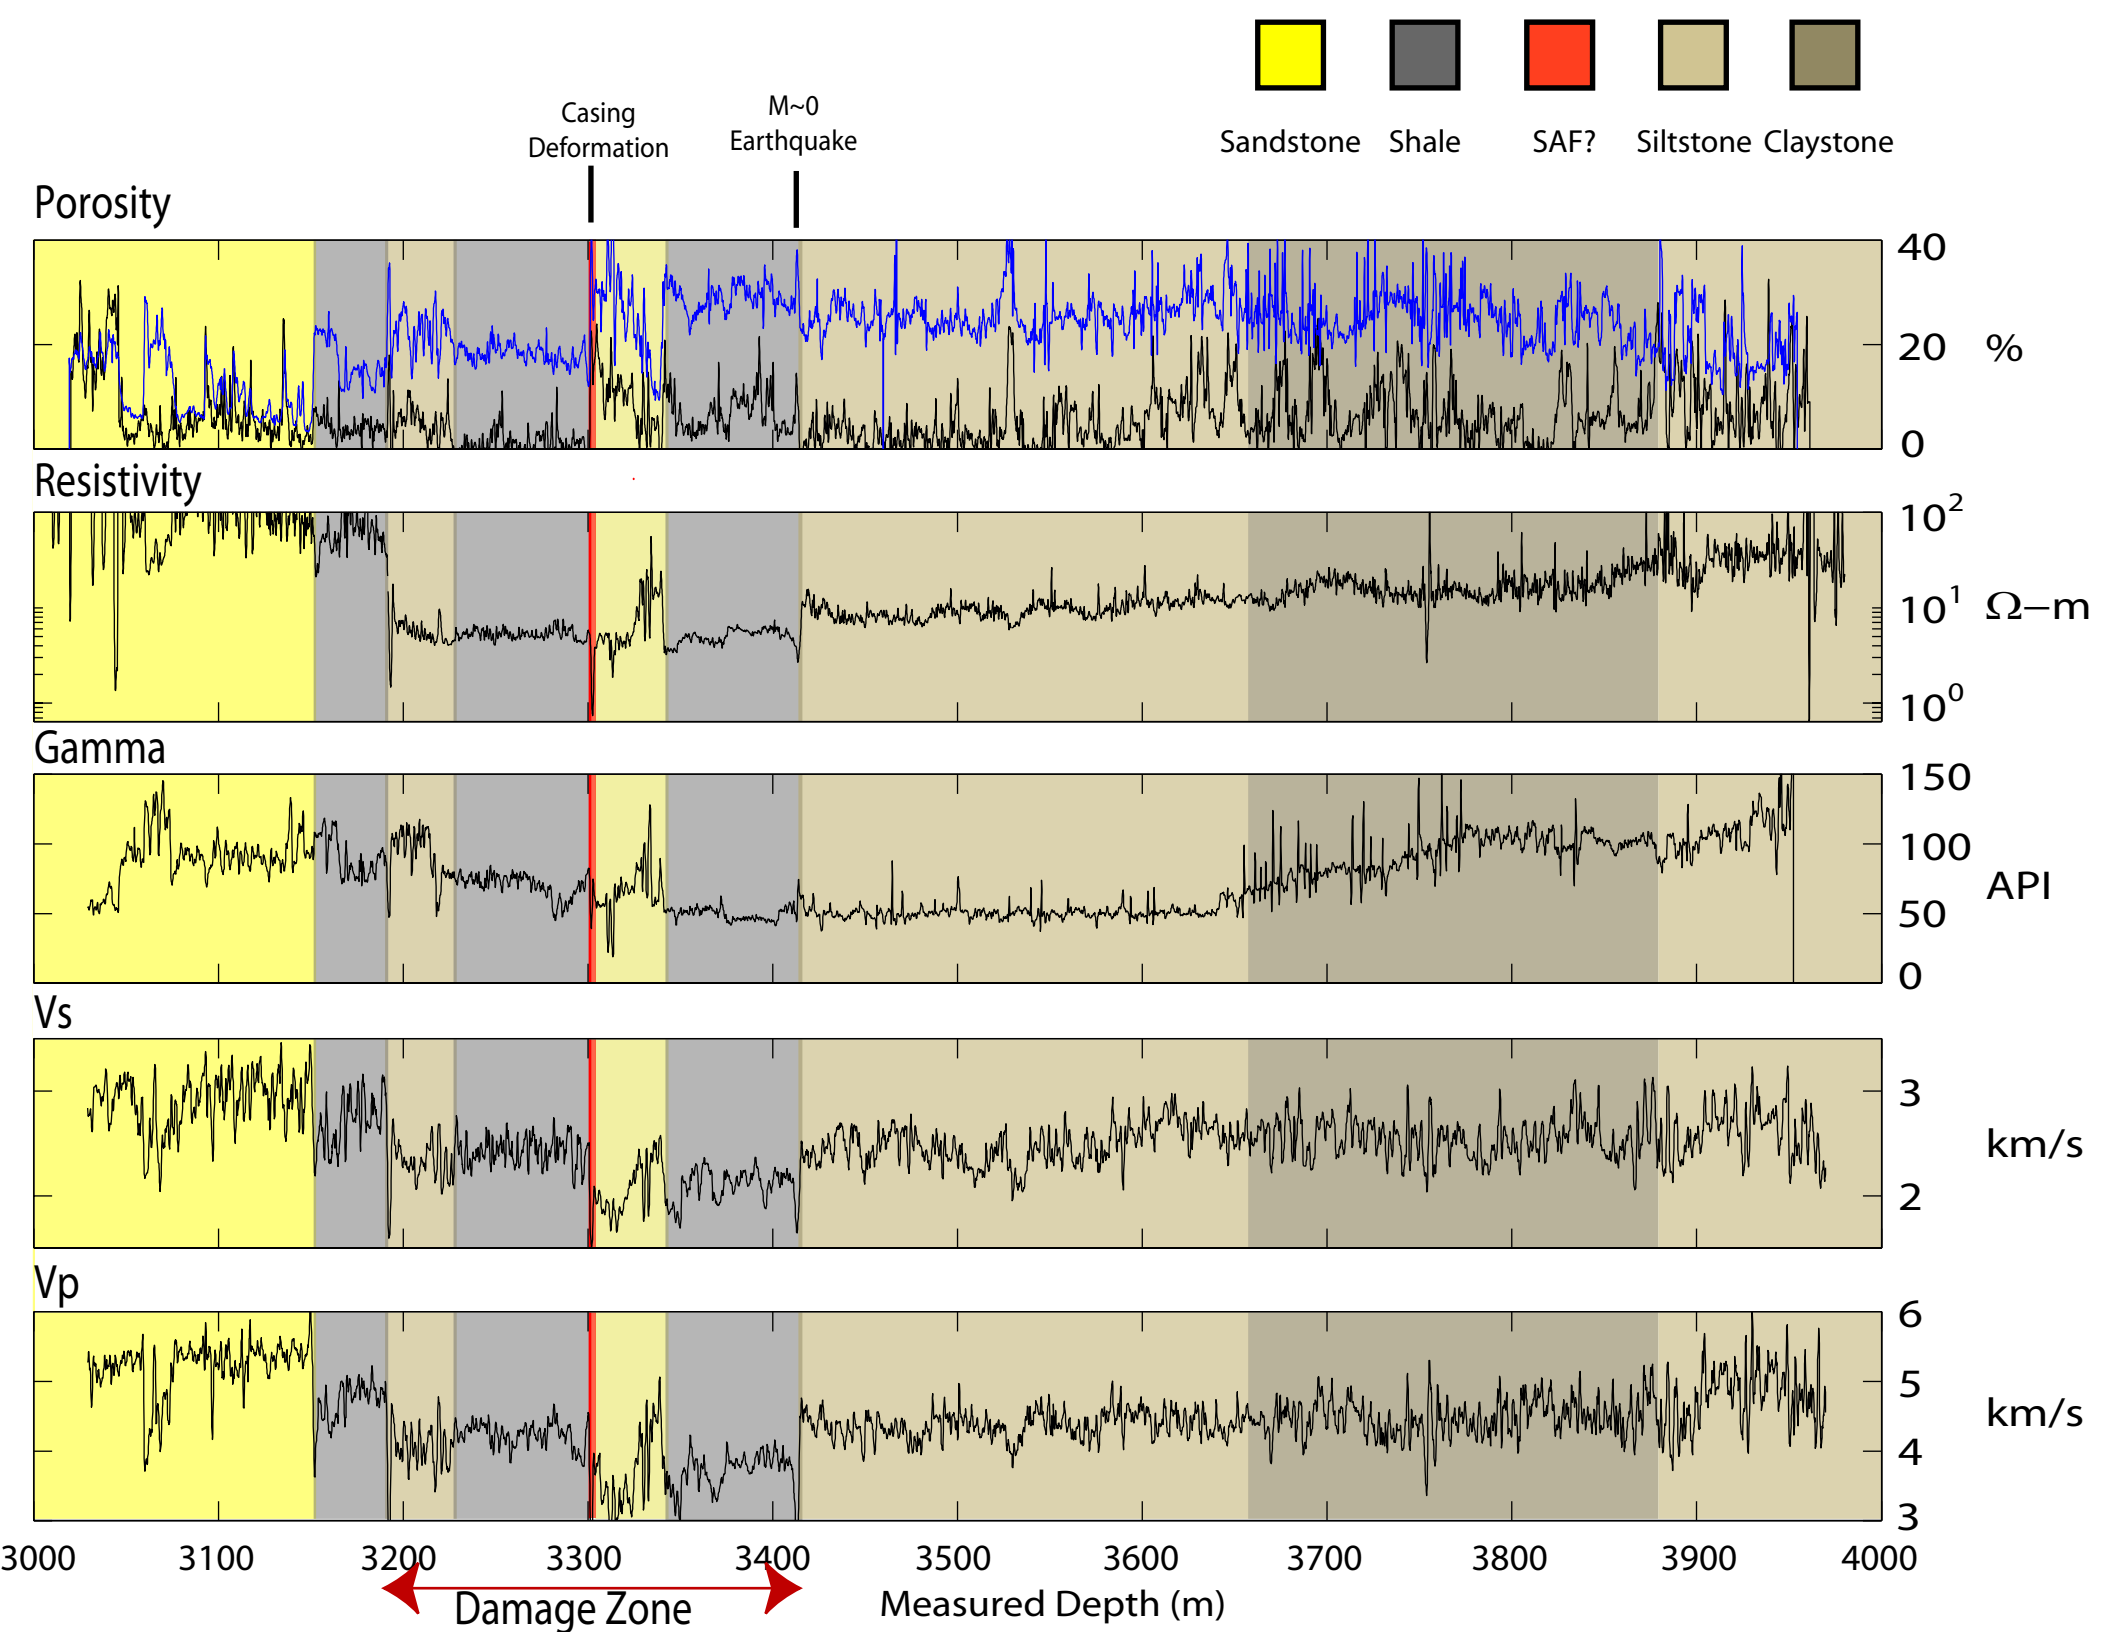 Sandstone Shale SAF? Siltstone Claystone
Casing
Deformation
M~0
Earthquake
Porosity
40
20
0
%
Resistivity
10²
10¹
10⁰
Ω−m
Gamma
150
100
50
0
API
Vs
3
2
km/s
Vp
6
5
4
3
km/s
3000 3100 3200 3300 3400 3500 3600 3700 3800 3900 4000
Damage Zone
Measured Depth (m)